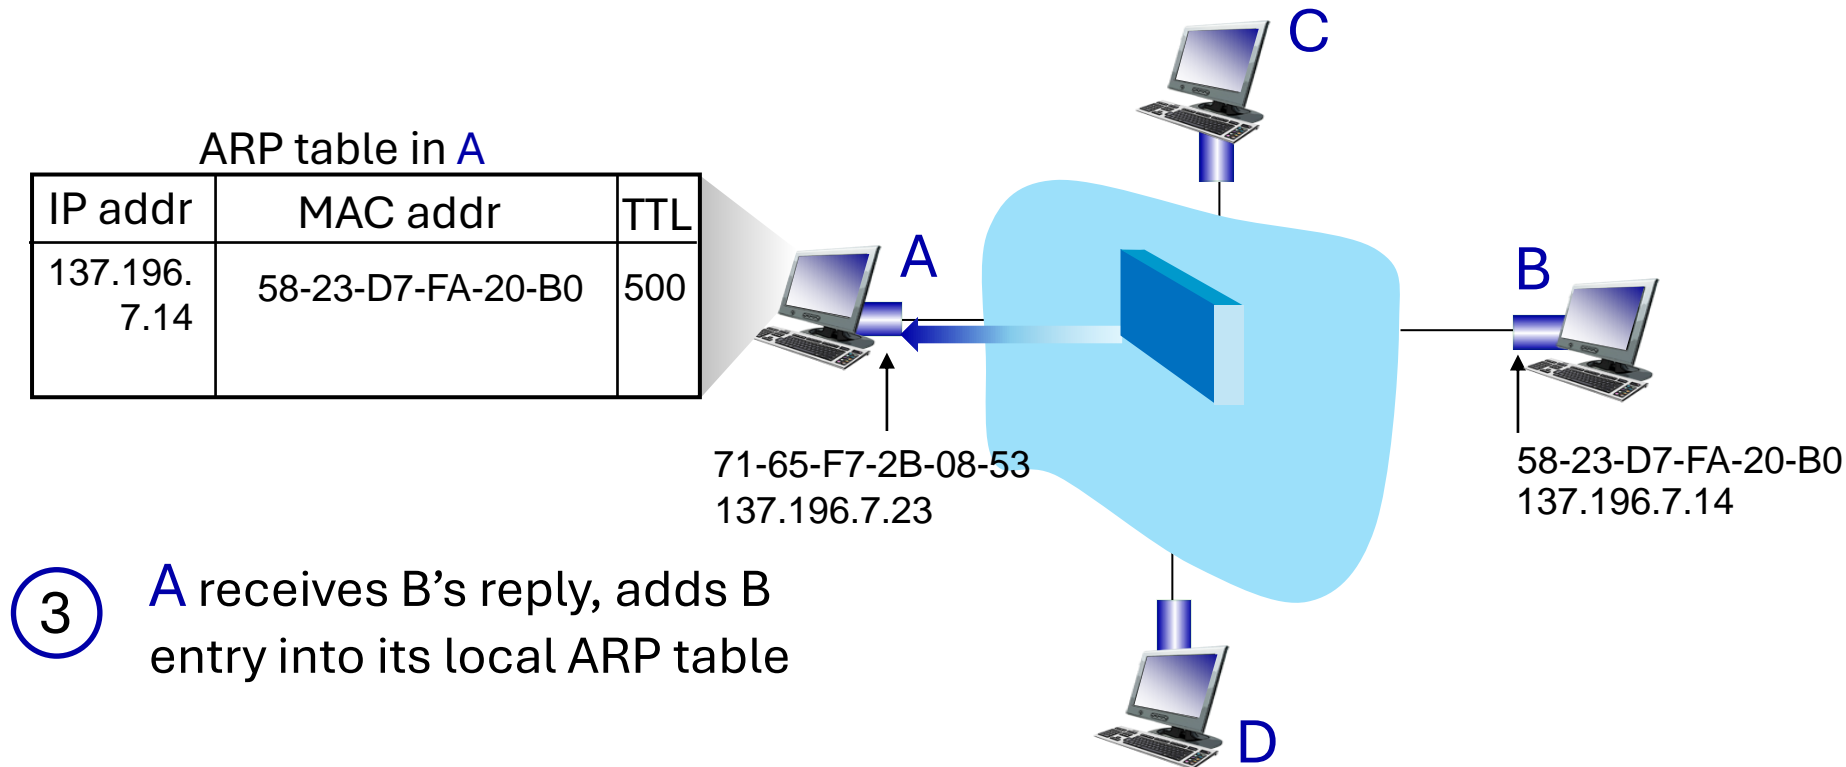 C
ARP table in A
IP addr MAC addr TTL
137.196.
7.14
58-23-D7-FA-20-B0 500
A
B
71-65-F7-2B-08-53
137.196.7.23
58-23-D7-FA-20-B0
137.196.7.14
3
A receives B’s reply, adds B
entry into its local ARP table
D